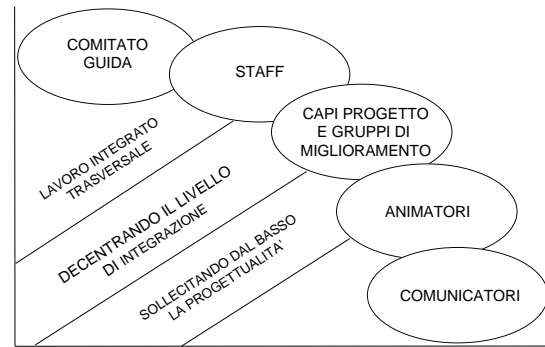 COMITATO
GUIDA
STAFF
CAPI PROGETTO
E GRUPPI DI
MIGLIORAMENTO
ANIMATORI
COMUNICATORI
LAVORO INTEGRATO
TRASVERSALE
DECENTRANDO IL LIVELLO
DI INTEGRAZIONE
SOLLECITANDO DAL BASSO
LA PROGETTUALITA'